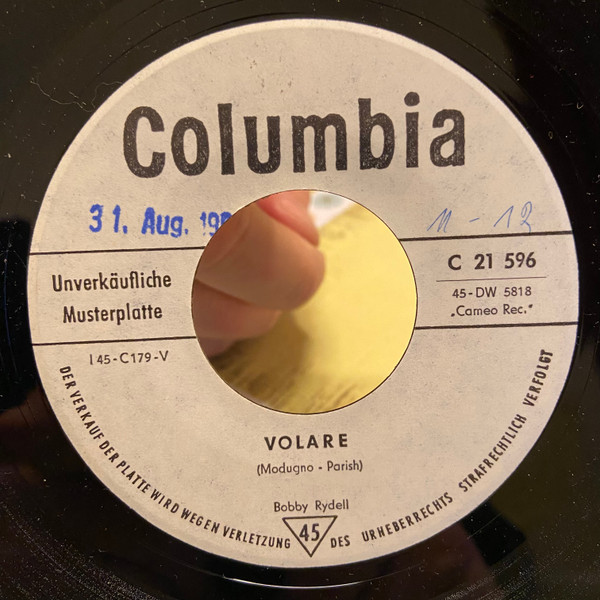 Columbia
31. Aug.
11 - 12
Unverkäufliche
Musterplatte
C 21 596
45-DW 5818
„Cameo Rec."
I 45-C179-V
VOLARE
(Modugno - Parish)
Bobby Rydell
45
DER VERKAUF DER PLATTE WIRD WEGEN VERLETZUNG DES URHEBERRECHTS STRAFRECHTLICH VERFOLGT